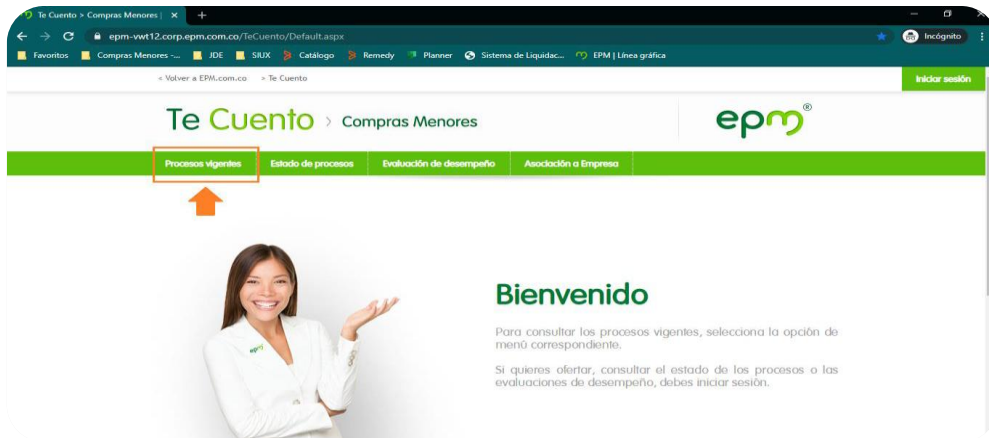 Te Cuento > Compras Menores |
epm-vwt12.corp.epm.com.co/TeCuento/Default.aspx
Incógnito
Favoritos Compras Menores -... JDE SIUX Catálogo Remedy Planner Sistema de Liquidac... EPM | Línea gráfica
« Volver a EPM.com.co » Te Cuento
Iniciar sesión
Te Cuento > Compras Menores
epm®
Procesos vigentes Estado de procesos Evaluación de desempeño Asociación a Empresa
epm
Bienvenido
Para consultar los procesos vigentes, selecciona la opción de
menú correspondiente.
Si quieres ofertar, consultar el estado de los procesos o las
evaluaciones de desempeño, debes iniciar sesión.